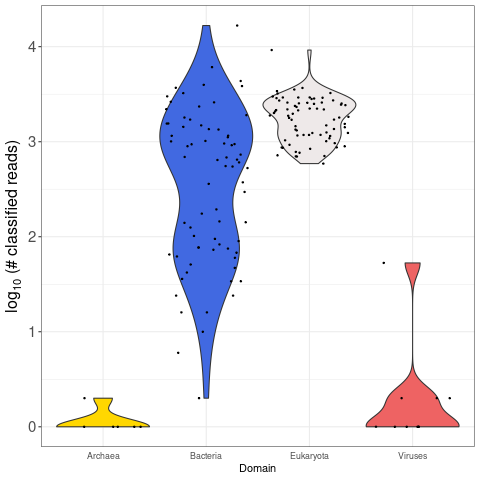 log₁₀ (# classified reads)
4
3
2
1
0
Archaea
Bacteria
Eukaryota
Viruses
Domain